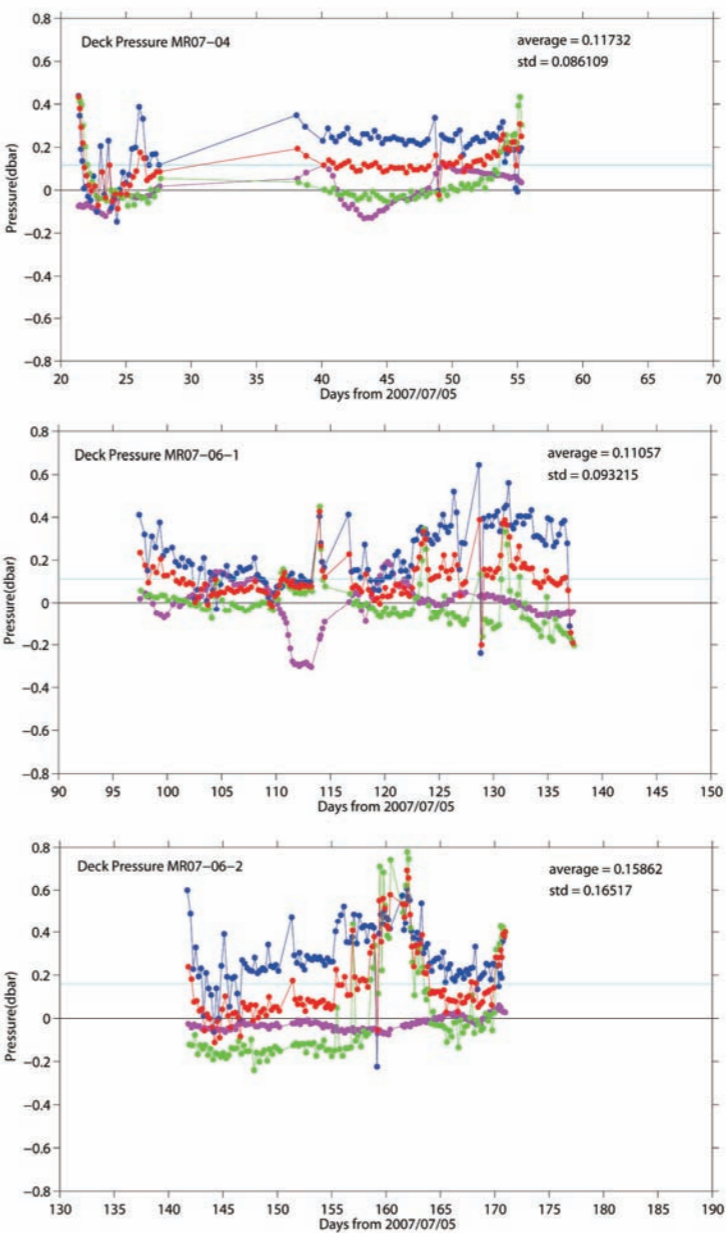 Deck Pressure MR07−04
average = 0.11732
std = 0.086109
0.8
0.6
0.4
0.2
0
−0.2
−0.4
−0.6
−0.8
Pressure(dbar)
20 25 30 35 40 45 50 55 60 65 70
Days from 2007/07/05
Deck Pressure MR07−06−1
average = 0.11057
std = 0.093215
0.8
0.6
0.4
0.2
0
−0.2
−0.4
−0.6
−0.8
Pressure(dbar)
90 95 100 105 110 115 120 125 130 135 140 145 150
Days from 2007/07/05
Deck Pressure MR07−06−2
average = 0.15862
std = 0.16517
0.8
0.6
0.4
0.2
0
−0.2
−0.4
−0.6
−0.8
Pressure(dbar)
130 135 140 145 150 155 160 165 170 175 180 185 190
Days from 2007/07/05